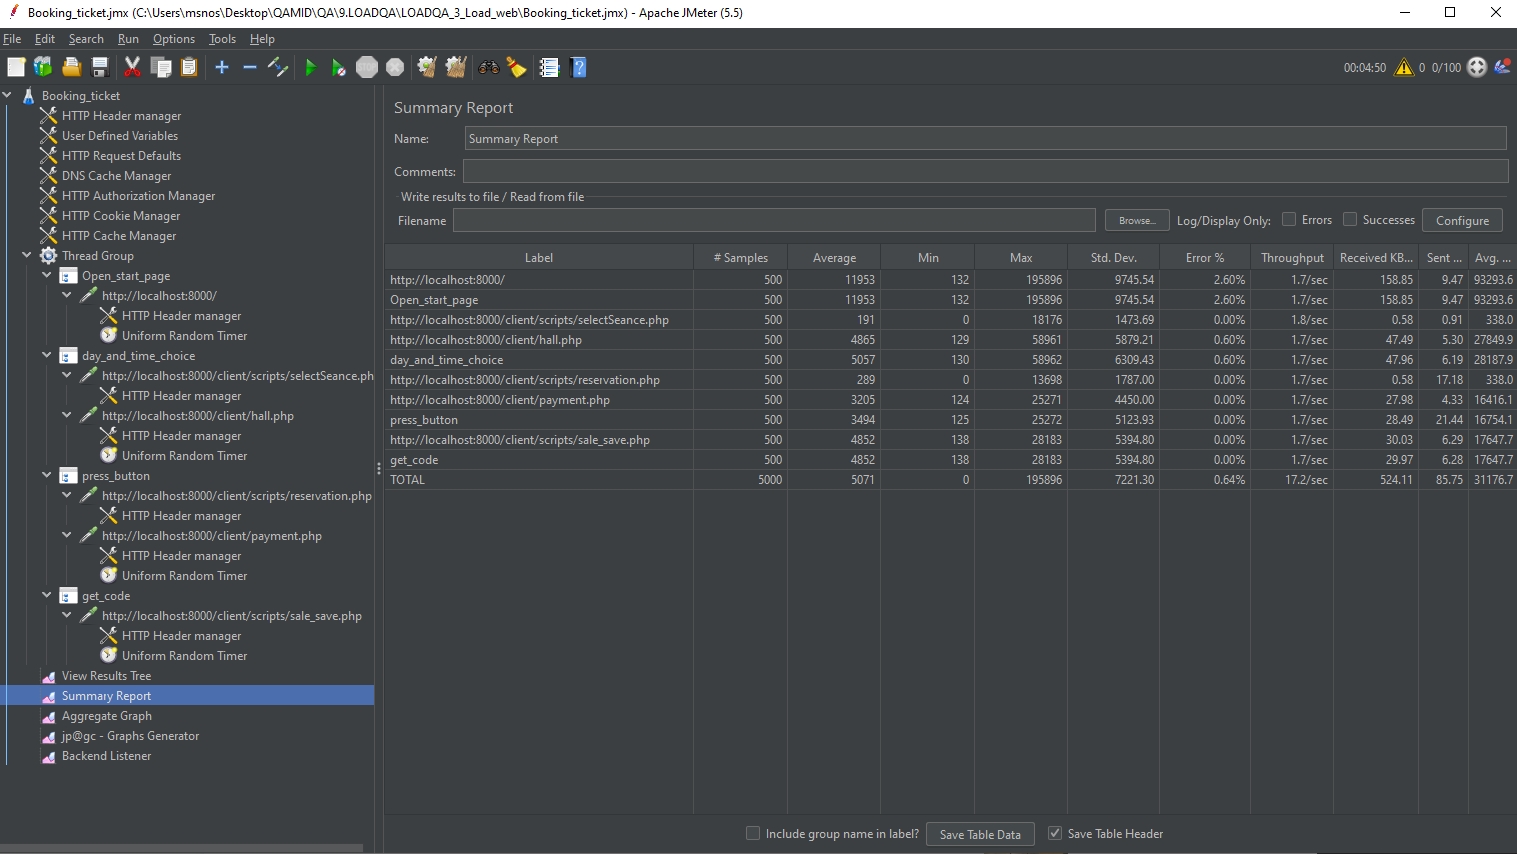 Booking_ticket.jmx (C:\Users\msnos\Desktop\QAMID\QA\9.LOADQA\LOADQA_3_Load_web\Booking_ticket.jmx) - Apache JMeter (5.5)
File Edit Search Run Options Tools Help
00:04:50 0 0/100
Booking_ticket
HTTP Header manager
User Defined Variables
HTTP Request Defaults
DNS Cache Manager
HTTP Authorization Manager
HTTP Cookie Manager
HTTP Cache Manager
Thread Group
Open_start_page
http://localhost:8000/
HTTP Header manager
Uniform Random Timer
day_and_time_choice
http://localhost:8000/client/scripts/selectSeance.ph
HTTP Header manager
http://localhost:8000/client/hall.php
HTTP Header manager
Uniform Random Timer
press_button
http://localhost:8000/client/scripts/reservation.php
HTTP Header manager
http://localhost:8000/client/payment.php
HTTP Header manager
Uniform Random Timer
get_code
http://localhost:8000/client/scripts/sale_save.php
HTTP Header manager
Uniform Random Timer
View Results Tree
Summary Report
Aggregate Graph
jp@gc - Graphs Generator
Backend Listener
Summary Report
Name: Summary Report
Comments:
Write results to file / Read from file
Filename Browse... Log/Display Only: Errors Successes Configure
Label # Samples Average Min Max Std. Dev. Error % Throughput Received KB... Sent ... Avg. ...
http://localhost:8000/ 500 11953 132 195896 9745.54 2.60% 1.7/sec 158.85 9.47 93293.6
Open_start_page 500 11953 132 195896 9745.54 2.60% 1.7/sec 158.85 9.47 93293.6
http://localhost:8000/client/scripts/selectSeance.php 500 191 0 18176 1473.69 0.00% 1.8/sec 0.58 0.91 338.0
http://localhost:8000/client/hall.php 500 4865 129 58961 5879.21 0.60% 1.7/sec 47.49 5.30 27849.9
day_and_time_choice 500 5057 130 58962 6309.43 0.60% 1.7/sec 47.96 6.19 28187.9
http://localhost:8000/client/scripts/reservation.php 500 289 0 13698 1787.00 0.00% 1.7/sec 0.58 17.18 338.0
http://localhost:8000/client/payment.php 500 3205 124 25271 4450.00 0.00% 1.7/sec 27.98 4.33 16416.1
press_button 500 3494 125 25272 5123.93 0.00% 1.7/sec 28.49 21.44 16754.1
http://localhost:8000/client/scripts/sale_save.php 500 4852 138 28183 5394.80 0.00% 1.7/sec 30.03 6.29 17647.7
get_code 500 4852 138 28183 5394.80 0.00% 1.7/sec 29.97 6.28 17647.7
TOTAL 5000 5071 0 195896 7221.30 0.64% 17.2/sec 524.11 85.75 31176.7
Include group name in label? Save Table Data Save Table Header